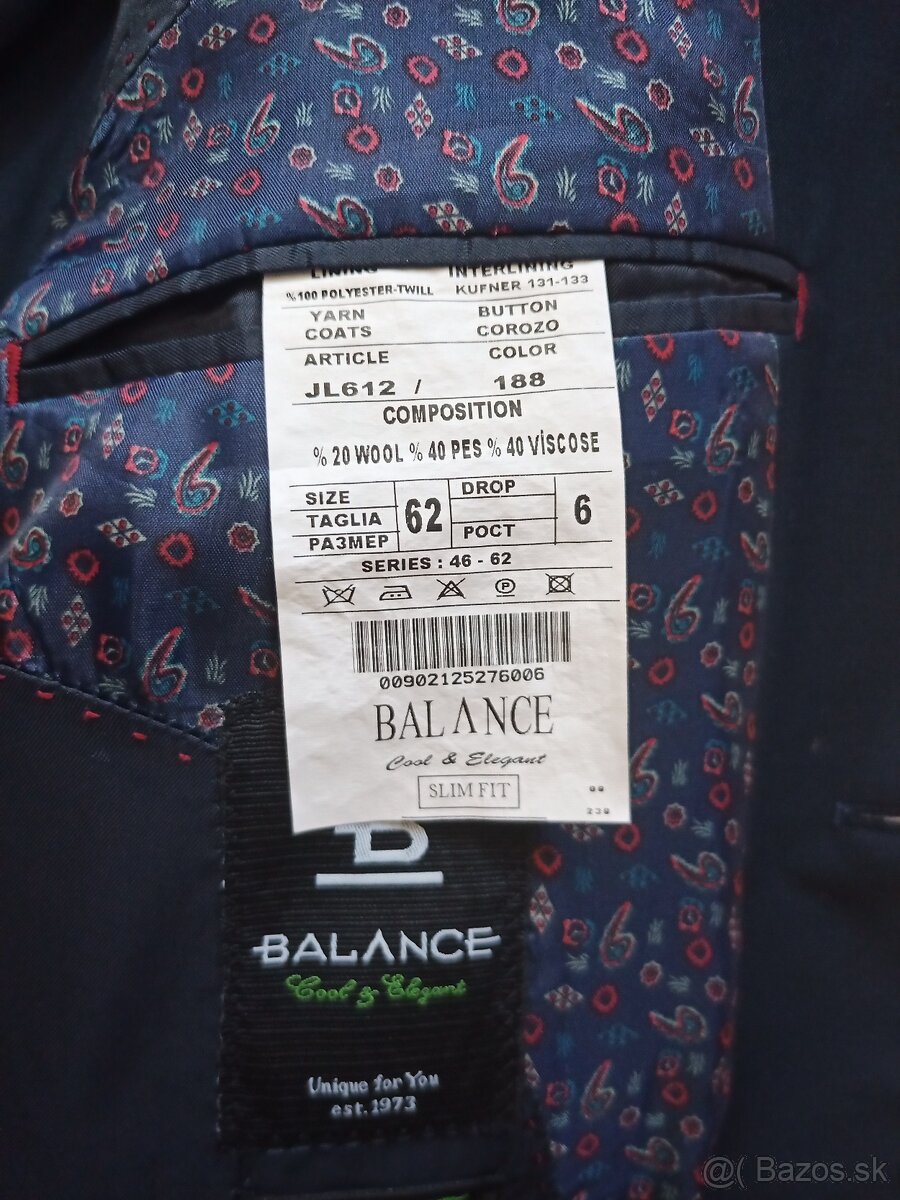 LINING INTERLINING
%100 POLYESTER-TWILL KUFNER 131-133
YARN BUTTON
COATS COROZO
ARTICLE COLOR
JL612 / 188
COMPOSITION
% 20 WOOL % 40 PES % 40 VİSCOSE
SIZE DROP
TAGLIA 62 6
РАЗМЕР РОСТ
SERIES : 46 - 62
P
00902125276006
BALANCE
Cool & Elegant
SLIM FIT
B
BALANCE
Cool & Elegant
Unique for You
est.1973
@( Bazos.sk